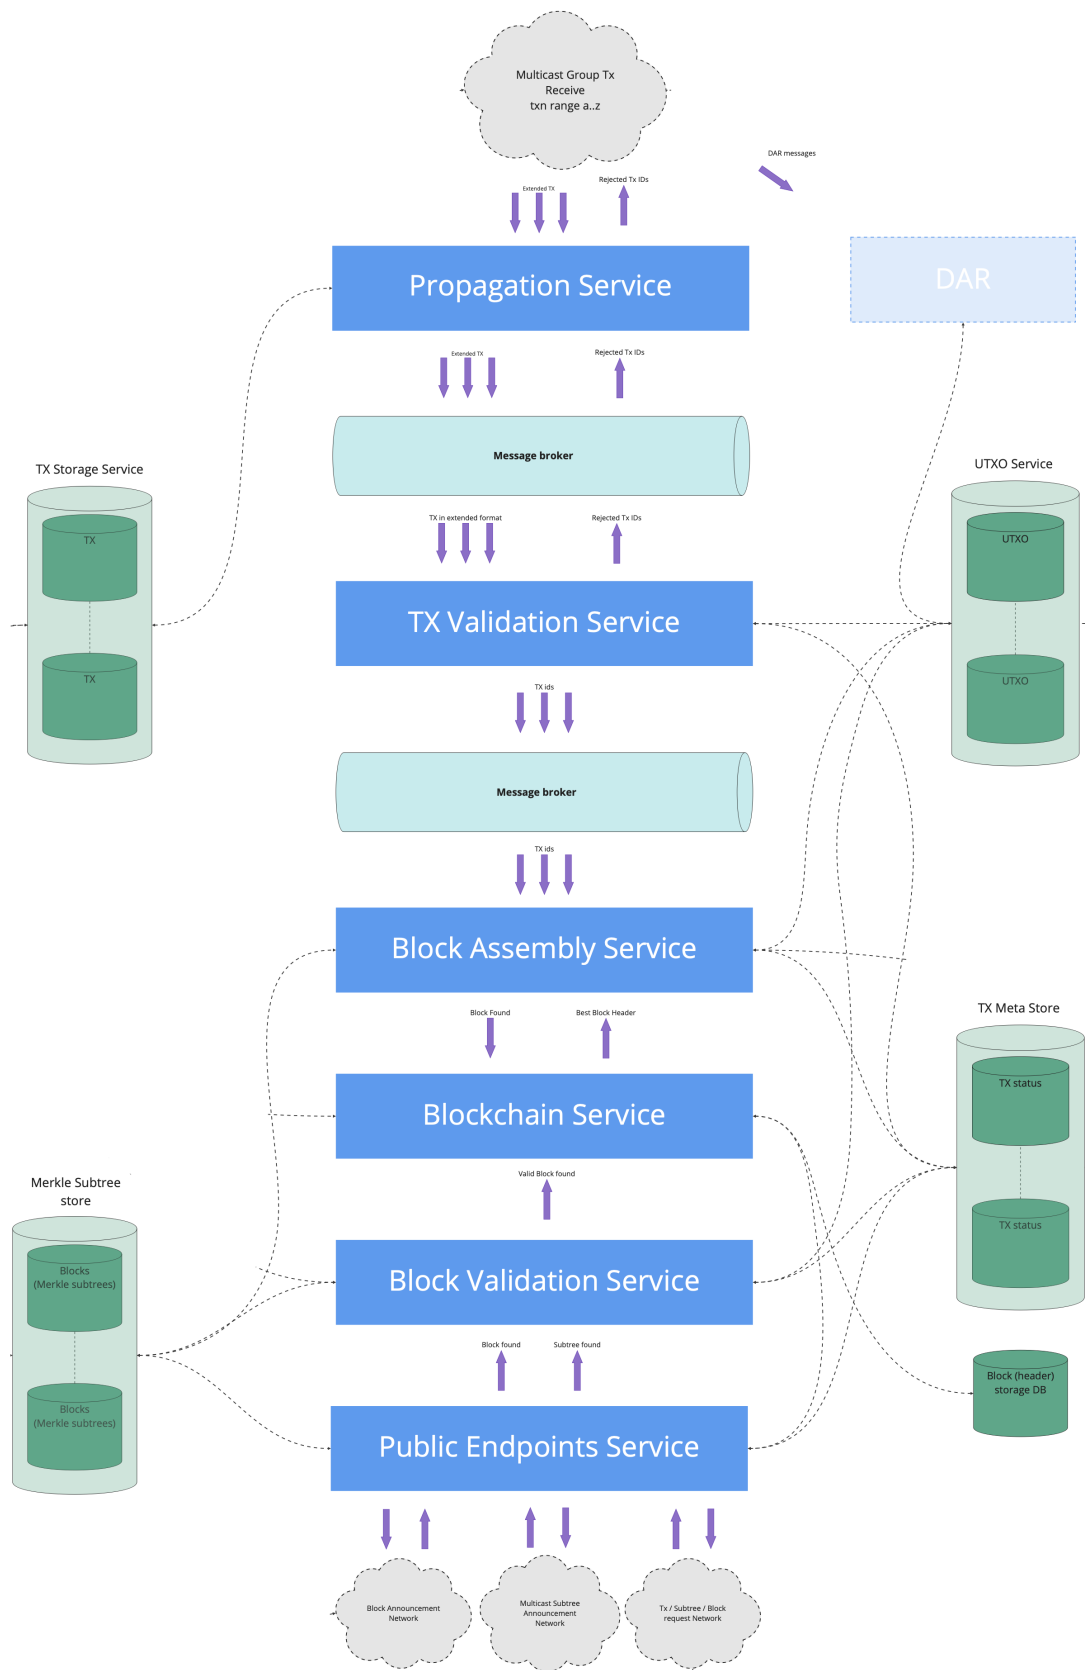 Multicast Group Tx
Receive
txn range a..z
DAR messages
Extended TX
Rejected Tx IDs
Propagation Service
DAR
Extended TX
Rejected Tx IDs
Message broker
TX Storage Service
TX
TX
UTXO Service
UTXO
UTXO
TX in extended format
Rejected Tx IDs
TX Validation Service
TX ids
Message broker
TX ids
Block Assembly Service
Block Found
Best Block Header
TX Meta Store
TX status
TX status
Blockchain Service
Valid Block found
Merkle Subtree
store
Blocks
(Merkle subtrees)
Blocks
(Merkle subtrees)
Block Validation Service
Block found
Subtree found
Block (header)
storage DB
Public Endpoints Service
Block Announcement
Network
Multicast Subtree
Announcement
Network
Tx / Subtree / Block
request Network